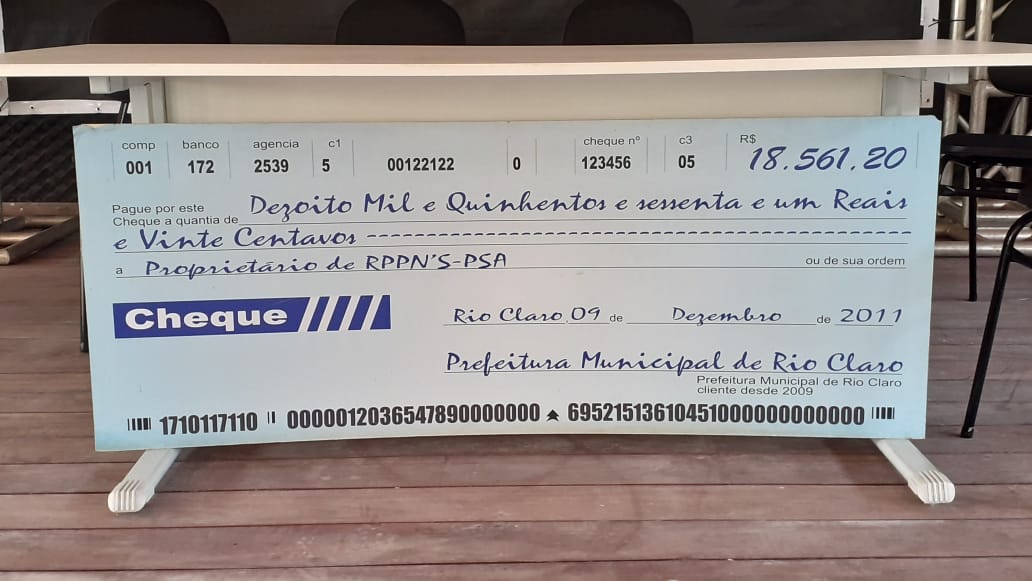 comp banco agencia c1 cheque nº c3 R$
001 172 2539 5 00122122 0 123456 05 18.561.20
Pague por este
Cheque a quantia de Dezoito Mil e Quinhentos e sessenta e um Reais
e Vinte Centavos ------------------------------------------------
a Proprietário de RPPN'S-PSA ou de sua ordem
Cheque
Rio Claro,09 de Dezembro de 2011
Prefeitura Municipal de Rio Claro
Prefeitura Municipal de Rio Claro
cliente desde 2009
1710117110 0000012036547890000000 695215136104510000000000000